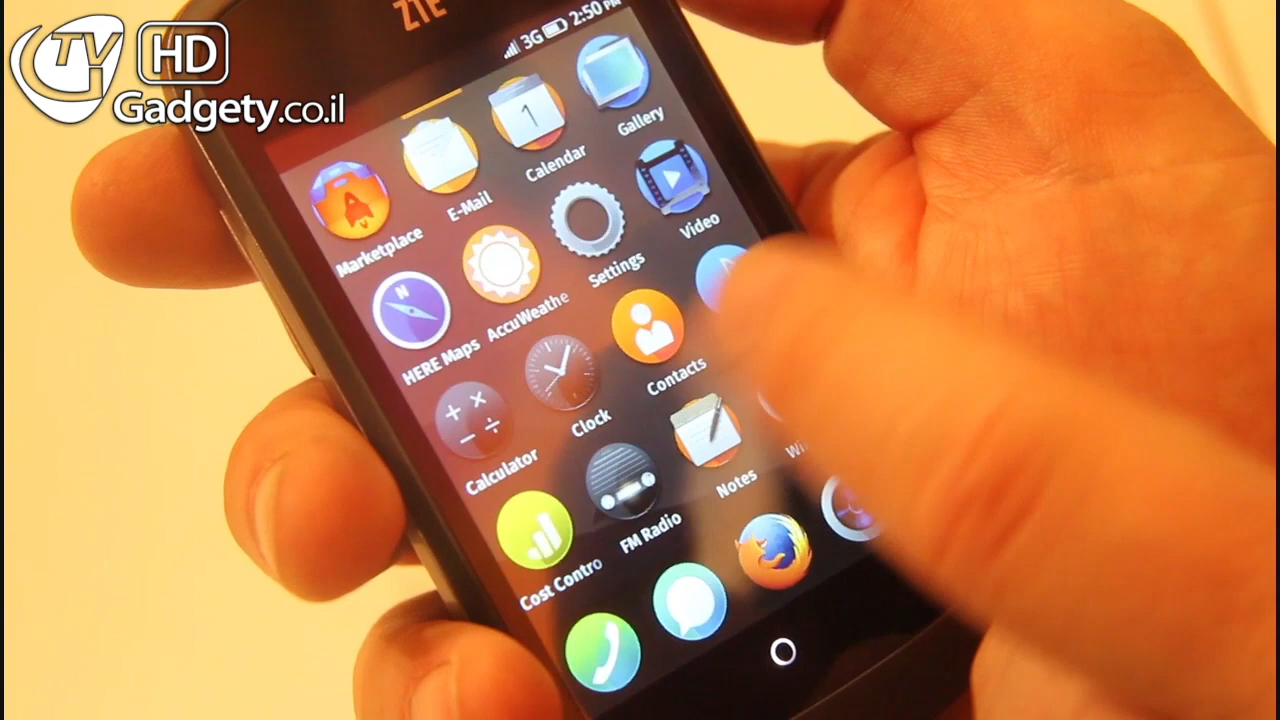 TV HD
Gadgety.co.il
ZTE
3G 2:50 PM
Marketplace
E-Mail
Calendar
1
Gallery
N
HERE Maps
AccuWeathe
Settings
Video
Calculator
Clock
Contacts
Cost Contro
FM Radio
Notes